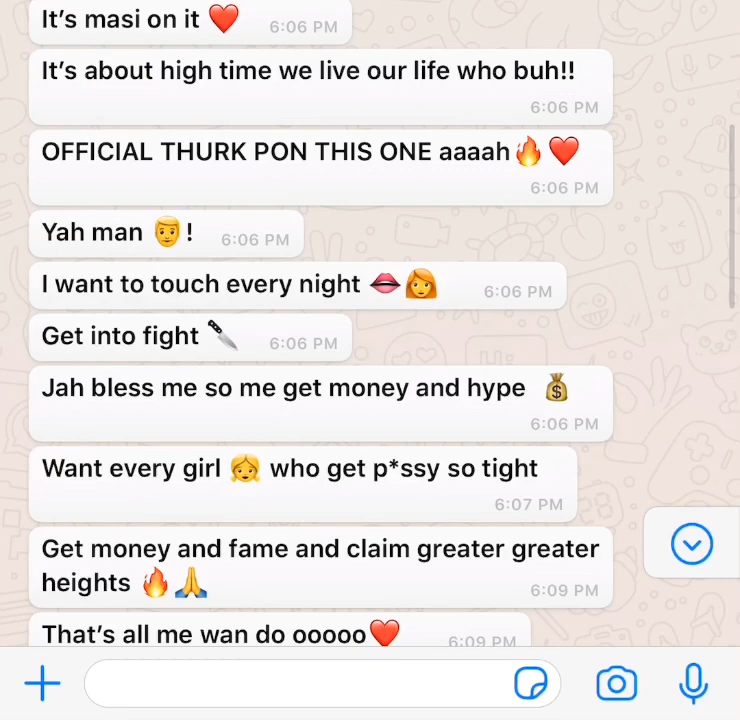 It's masi on it ❤️ 6:06 PM
It's about high time we live our life who buh!!
6:06 PM
OFFICIAL THURK PON THIS ONE aaaah🔥❤️
6:06 PM
Yah man 👨! 6:06 PM
I want to touch every night 👄👩‍🦰 6:06 PM
Get into fight 🔪 6:06 PM
Jah bless me so me get money and hype 💰
6:06 PM
Want every girl 👧 who get p*ssy so tight
6:07 PM
Get money and fame and claim greater greater
heights 🔥🙏 6:09 PM
That's all me wan do ooooo❤️ 6:09 PM